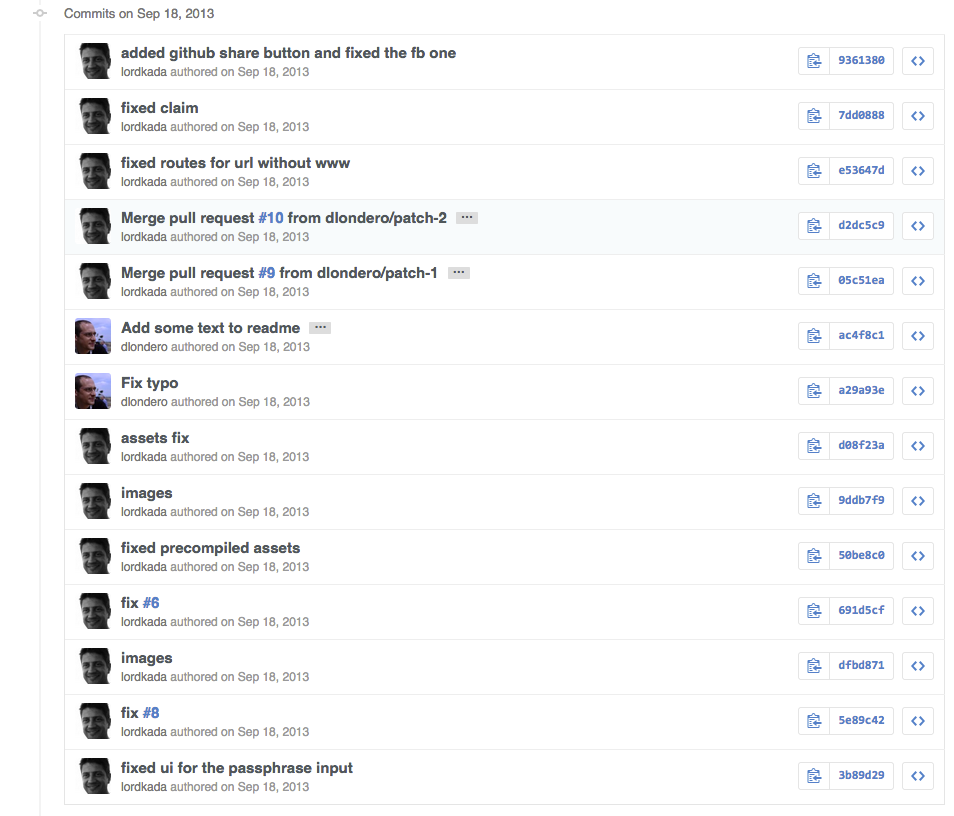 Commits on Sep 18, 2013
added github share button and fixed the fb one
lordkada authored on Sep 18, 2013
9361380
fixed claim
lordkada authored on Sep 18, 2013
7dd0888
fixed routes for url without www
lordkada authored on Sep 18, 2013
e53647d
Merge pull request #10 from dlondero/patch-2 ...
lordkada authored on Sep 18, 2013
d2dc5c9
Merge pull request #9 from dlondero/patch-1 ...
lordkada authored on Sep 18, 2013
05c51ea
Add some text to readme ...
dlondero authored on Sep 18, 2013
ac4f8c1
Fix typo
dlondero authored on Sep 18, 2013
a29a93e
assets fix
lordkada authored on Sep 18, 2013
d08f23a
images
lordkada authored on Sep 18, 2013
9ddb7f9
fixed precompiled assets
lordkada authored on Sep 18, 2013
50be8c0
fix #6
lordkada authored on Sep 18, 2013
691d5cf
images
lordkada authored on Sep 18, 2013
dfbd871
fix #8
lordkada authored on Sep 18, 2013
5e89c42
fixed ui for the passphrase input
lordkada authored on Sep 18, 2013
3b89d29